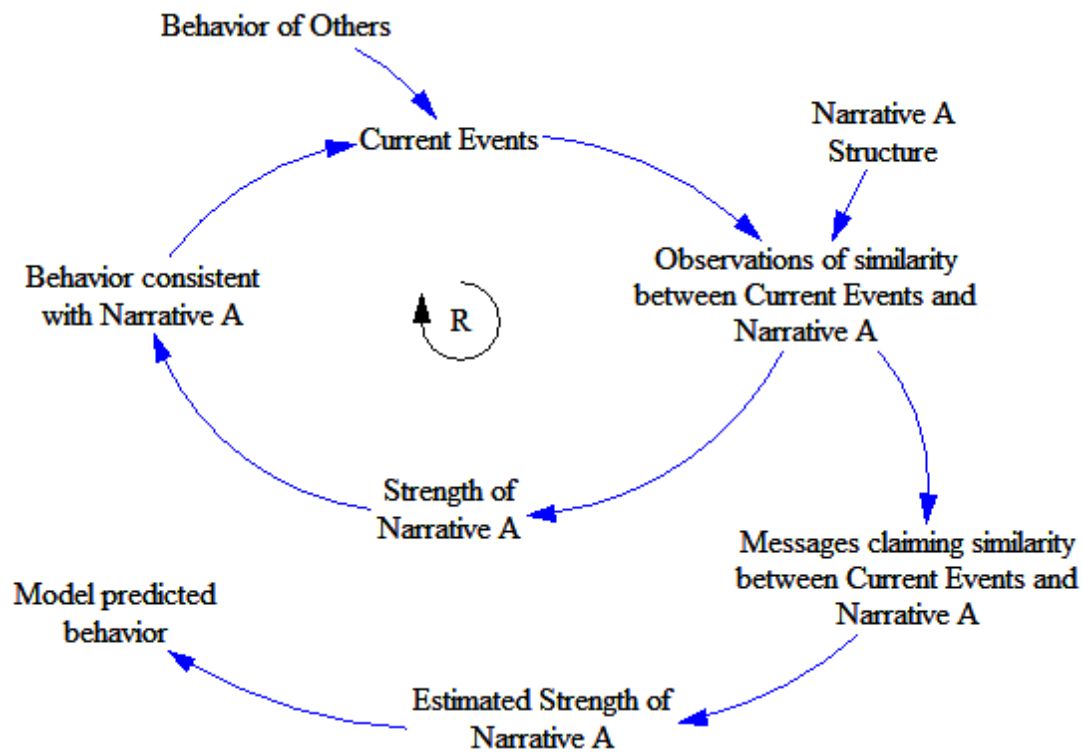 Behavior of Others
Current Events
Narrative A
Structure
Observations of similarity
between Current Events and
Narrative A
Behavior consistent
with Narrative A
R
Strength of
Narrative A
Messages claiming similarity
between Current Events and
Narrative A
Model predicted
behavior
Estimated Strength of
Narrative A